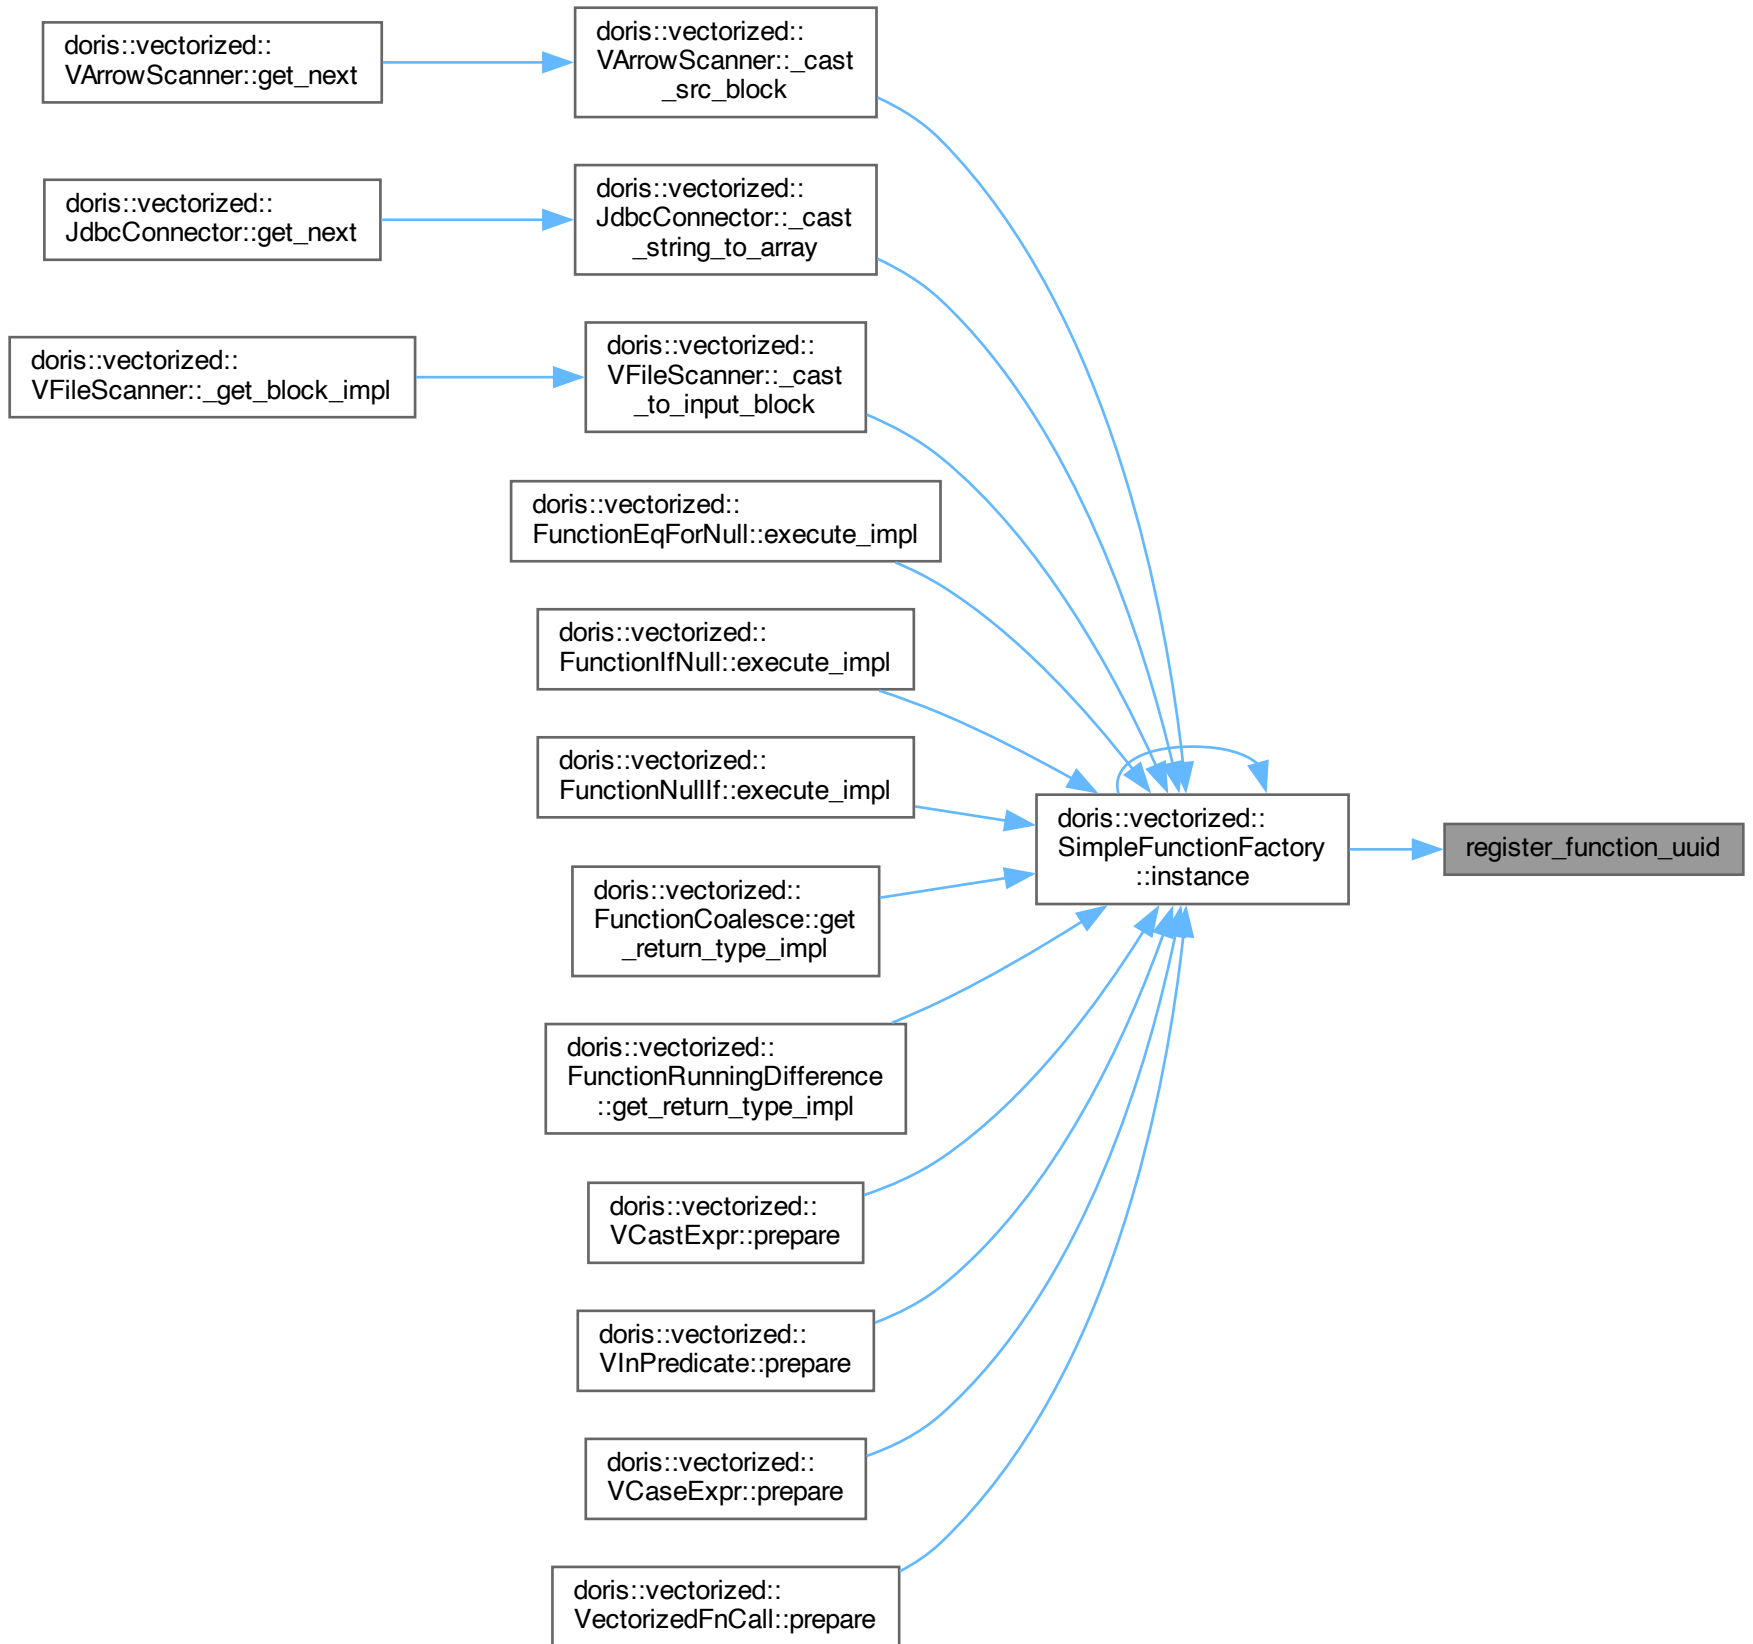 doris::vectorized::
VArrowScanner::get_next
doris::vectorized::
VArrowScanner::_cast
_src_block
doris::vectorized::
JdbcConnector::get_next
doris::vectorized::
JdbcConnector::_cast
_string_to_array
doris::vectorized::
VFileScanner::_get_block_impl
doris::vectorized::
VFileScanner::_cast
_to_input_block
doris::vectorized::
FunctionEqForNull::execute_impl
doris::vectorized::
FunctionIfNull::execute_impl
doris::vectorized::
FunctionNullIf::execute_impl
doris::vectorized::
SimpleFunctionFactory
::instance
register_function_uuid
doris::vectorized::
FunctionCoalesce::get
_return_type_impl
doris::vectorized::
FunctionRunningDifference
::get_return_type_impl
doris::vectorized::
VCastExpr::prepare
doris::vectorized::
VInPredicate::prepare
doris::vectorized::
VCaseExpr::prepare
doris::vectorized::
VectorizedFnCall::prepare